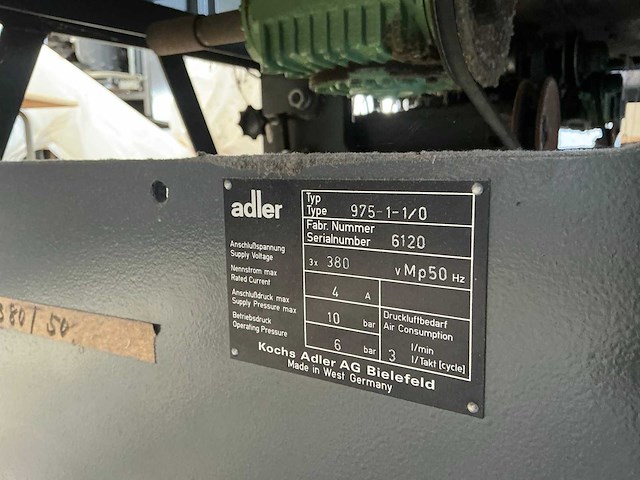 adler
Typ
Type 975-1-1/0
Fabr. Nummer
Serialnumber 6120
Anschlußspannung
Supply Voltage
3x 380 v Mp50 Hz
Nennstrom max
Rated Current
4 A
Anschlußdruck max
Supply Pressure max
10 bar
Betriebsdruck
Operating Pressure
6 bar
Druckluftbedarf
Air Consumption
l/min
3 l/Takt [cycle]
Kochs Adler AG Bielefeld
Made in West Germany
380/50